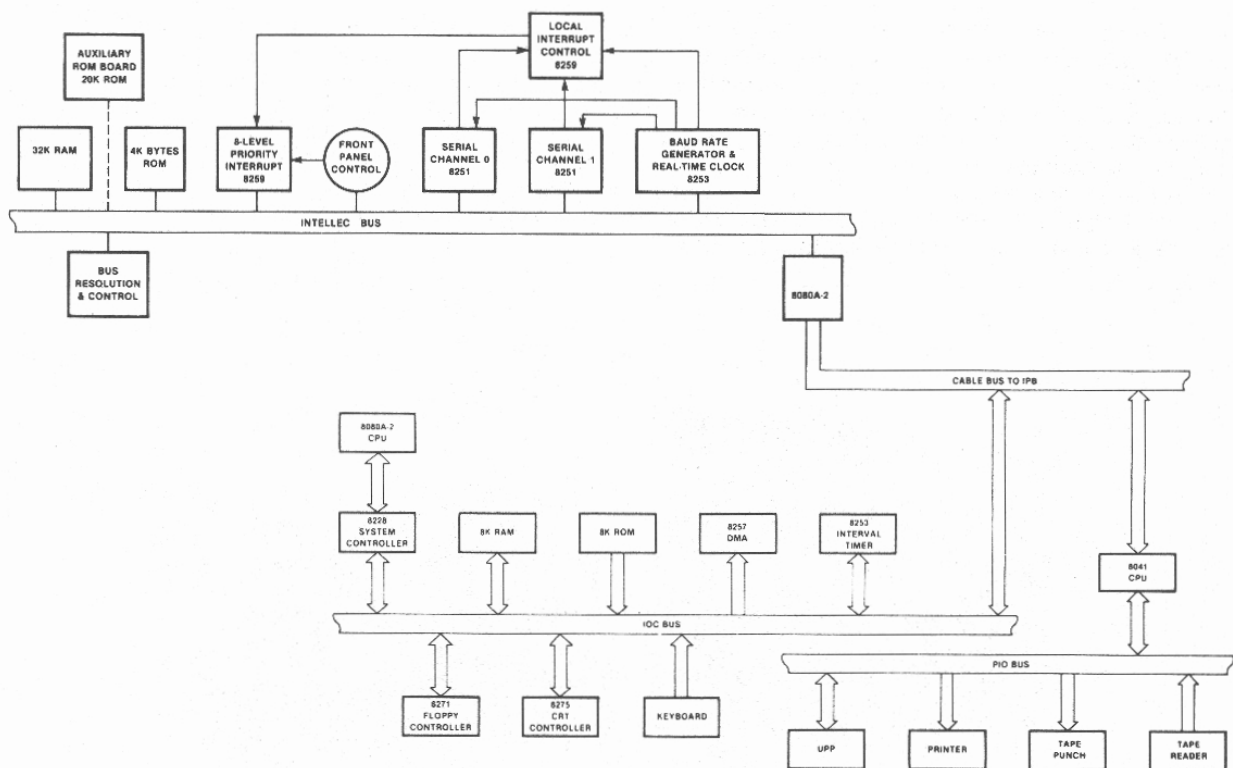 LOCAL
INTERRUPT
CONTROL
8259
AUXILIARY
ROM BOARD
20K ROM
32K RAM
4K BYTES
ROM
8-LEVEL
PRIORITY
INTERRUPT
8259
FRONT
PANEL
CONTROL
SERIAL
CHANNEL 0
8251
SERIAL
CHANNEL 1
8251
BAUD RATE
GENERATOR &
REAL-TIME CLOCK
8253
INTELLEC BUS
BUS
RESOLUTION
& CONTROL
8080A-2
CABLE BUS TO IPB
8080A-2
CPU
8228
SYSTEM
CONTROLLER
8K RAM
8K ROM
8257
DMA
8253
INTERVAL
TIMER
8041
CPU
IOC BUS
PIO BUS
8271
FLOPPY
CONTROLLER
8275
CRT
CONTROLLER
KEYBOARD
UPP
PRINTER
TAPE
PUNCH
TAPE
READER